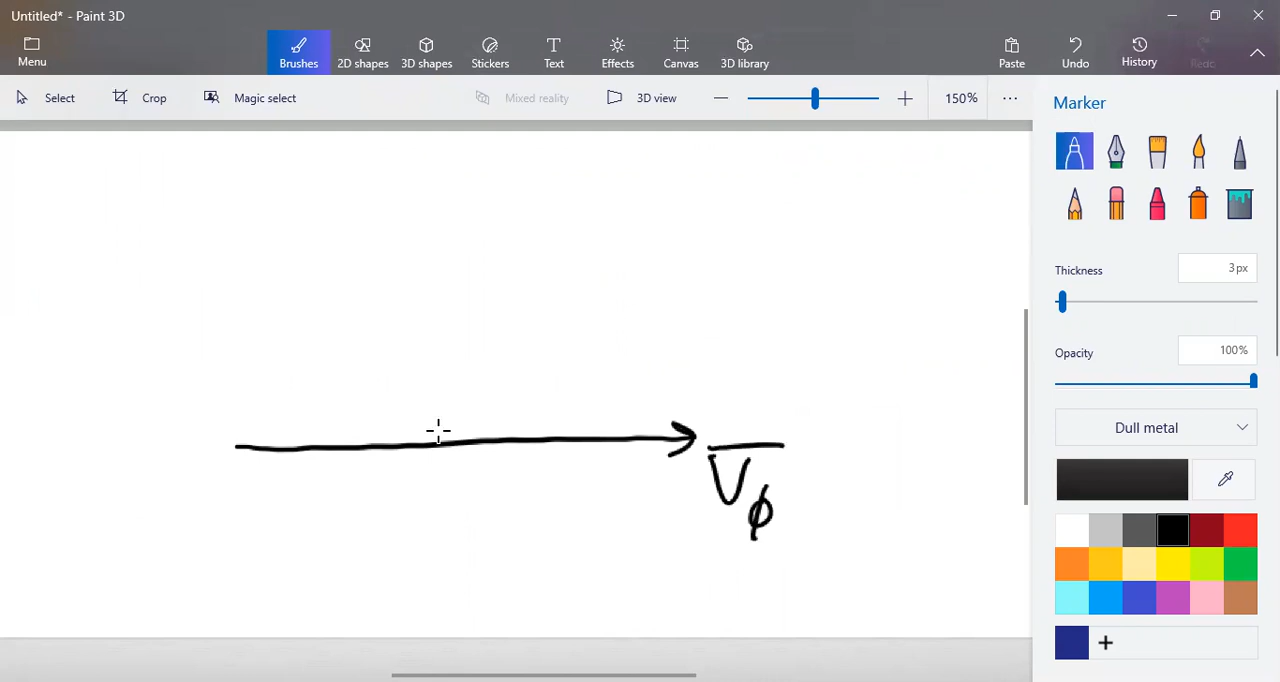 Untitled* - Paint 3D
Menu
Brushes
2D shapes
3D shapes
Stickers
Text
Effects
Canvas
3D library
Paste
Undo
History
Redo
Select
Crop
Magic select
Mixed reality
3D view
150%
Marker
Thickness
3px
Opacity
100%
Dull metal
V̅ϕ